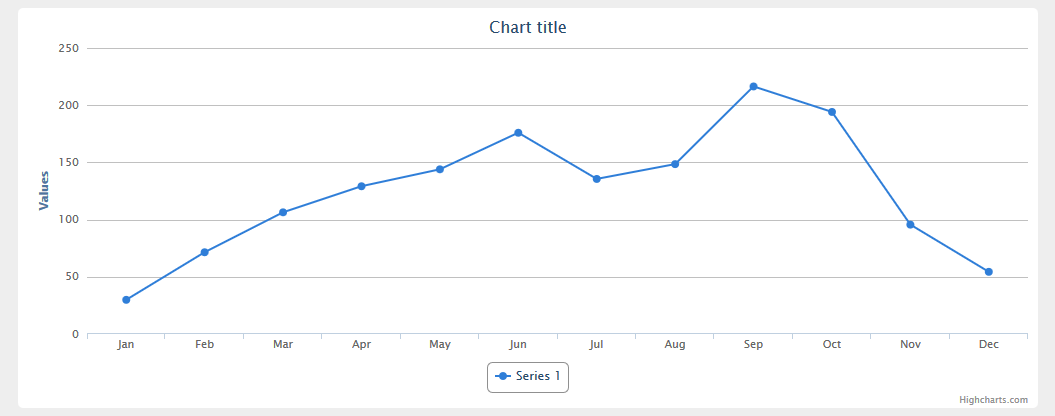 Chart title
250
200
150
100
50
0
Values
Jan Feb Mar Apr May Jun Jul Aug Sep Oct Nov Dec
Series 1
Highcharts.com